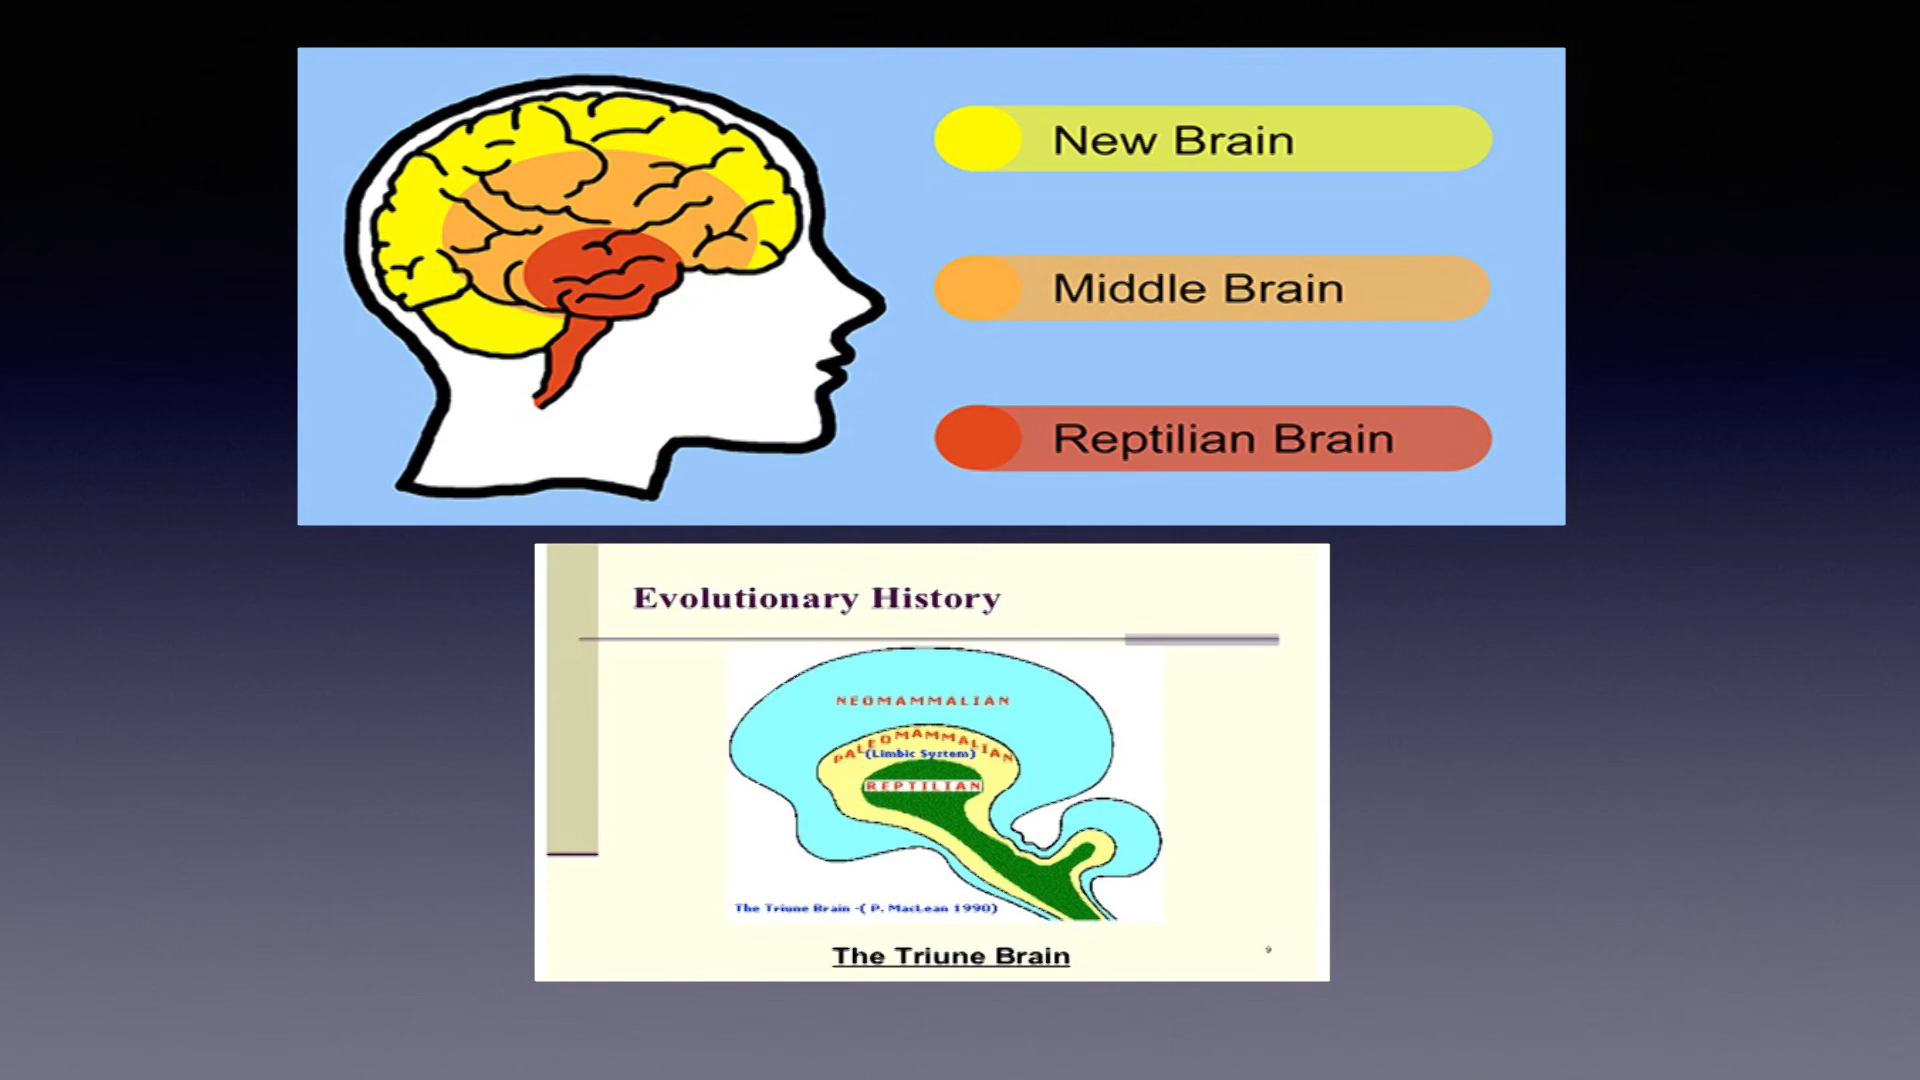 New Brain
Middle Brain
Reptilian Brain
Evolutionary History
NEOMAMMALIAN
PALEOMAMMALIAN
(Limbic System)
REPTILIAN
The Triune Brain -( P. MacLean 1990)
The Triune Brain
9